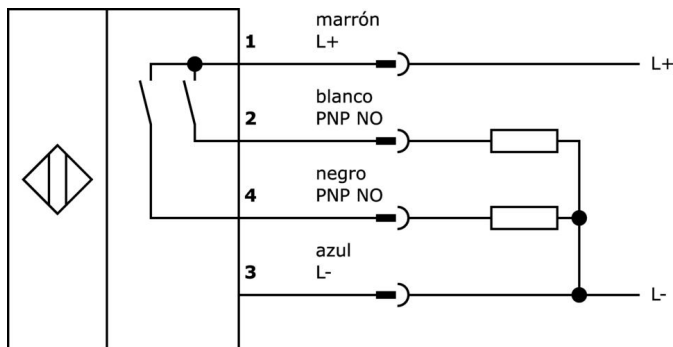 marrón
1 L+
L+
blanco
2 PNP NO
negro
4 PNP NO
azul
3 L-
L-